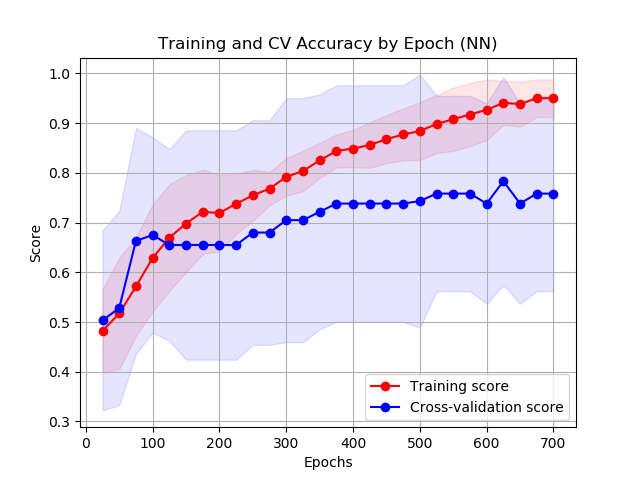 Training and CV Accuracy by Epoch (NN)
1.0
0.9
0.8
0.7
0.6
0.5
0.4
0.3
Score
0 100 200 300 400 500 600 700
Epochs
Training score
Cross-validation score